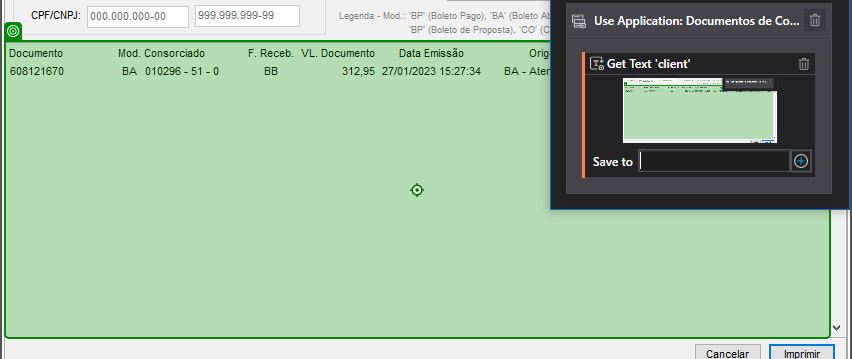 CPF/CNPJ: 000.000.000-00 999.999.999-99
Legenda - Mod.: 'BP' (Boleto Pago), 'BA' (Boleto Ab
'BP' (Boleto de Proposta), 'CO' (C
Documento Mod. Consorciado F. Receb. VL. Documento Data Emissão Orig
608121670 BA 010296 - 51 - 0 BB 312,95 27/01/2023 15:27:34 BA - Aten
Use Application: Documentos de Co...
Get Text 'client'
Save to
Cancelar Imprimir